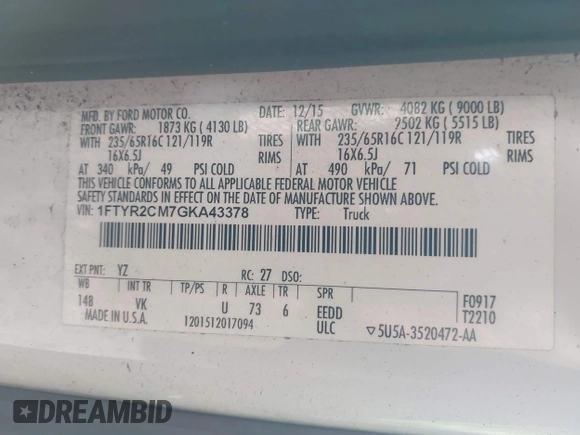 MFD. BY FORD MOTOR CO. DATE: 12/15 GVWR: 4082 KG ( 9000 LB)
FRONT GAWR: 1873 KG ( 4130 LB) REAR GAWR: 9502 KG ( 5515 LB)
WITH 235/65R16C 121/119R TIRES WITH 235/65R16C 121/119R TIRES
16X6.5J RIMS 16X6.5J RIMS
AT 340 kPa/ 49 PSI COLD AT 490 kPa/ 71 PSI COLD
THIS VEHICLE CONFORMS TO ALL APPLICABLE FEDERAL MOTOR VEHICLE
SAFETY STANDARDS IN EFFECT ON THE DATE OF MANUFACTURE SHOWN ABOVE.
VIN: 1FTYR2CM7GKA43378 TYPE: Truck
EXT PNT: YZ RC: 27 DSO:
WB INT TR TP/PS R AXLE TR SPR
148 VK U 73 6 EEDD F0917
MADE IN U.S.A. 1201512017094 ULC T2210
▽5U5A-3520472-AA
DREAMBID